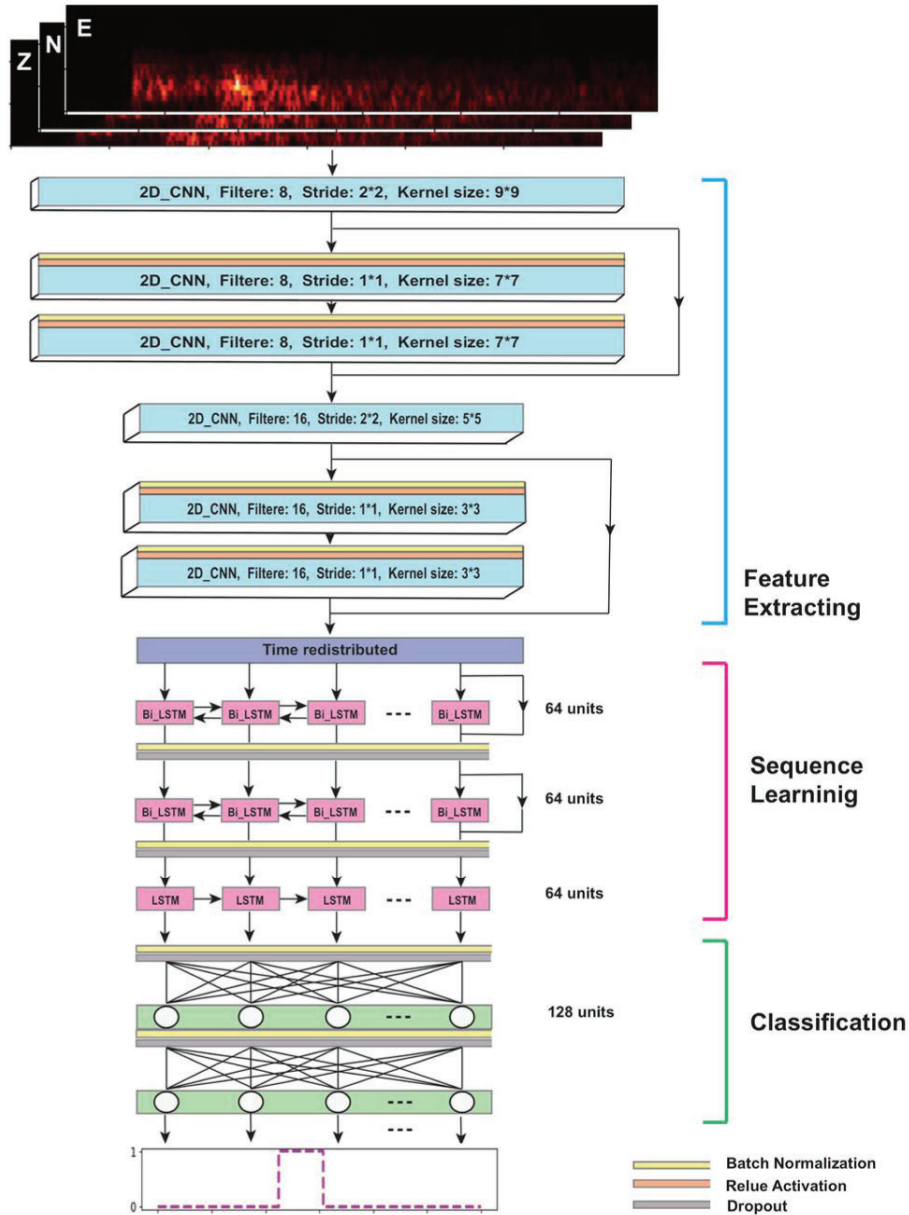 E
N
Z
2D_CNN, Filtere: 8, Stride: 2*2, Kernel size: 9*9
2D_CNN, Filtere: 8, Stride: 1*1, Kernel size: 7*7
2D_CNN, Filtere: 8, Stride: 1*1, Kernel size: 7*7
2D_CNN, Filtere: 16, Stride: 2*2, Kernel size: 5*5
2D_CNN, Filtere: 16, Stride: 1*1, Kernel size: 3*3
2D_CNN, Filtere: 16, Stride: 1*1, Kernel size: 3*3
Feature
Extracting
Time redistributed
Bi_LSTM Bi_LSTM Bi_LSTM --- Bi_LSTM 64 units
Sequence
Learninig
Bi_LSTM Bi_LSTM Bi_LSTM --- Bi_LSTM 64 units
LSTM LSTM LSTM --- LSTM 64 units
--- 128 units
Classification
---
---
1
0
Batch Normalization
Relue Activation
Dropout